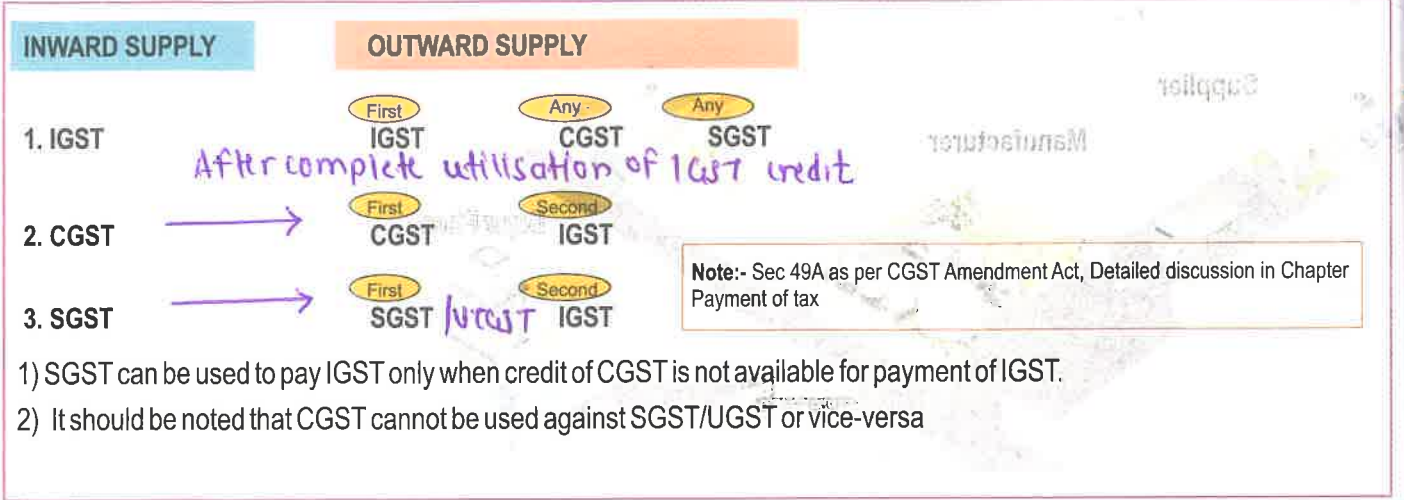 INWARD SUPPLY OUTWARD SUPPLY
Supplier
First Any Any
1. IGST IGST CGST SGST
Manufacturer
After complete utilisation of IGST credit
First Second
2. CGST CGST IGST
Note:- Sec 49A as per CGST Amendment Act, Detailed discussion in Chapter
Payment of tax
First Second
3. SGST SGST /UTGST IGST
1) SGST can be used to pay IGST only when credit of CGST is not available for payment of IGST.
2) It should be noted that CGST cannot be used against SGST/UGST or vice-versa